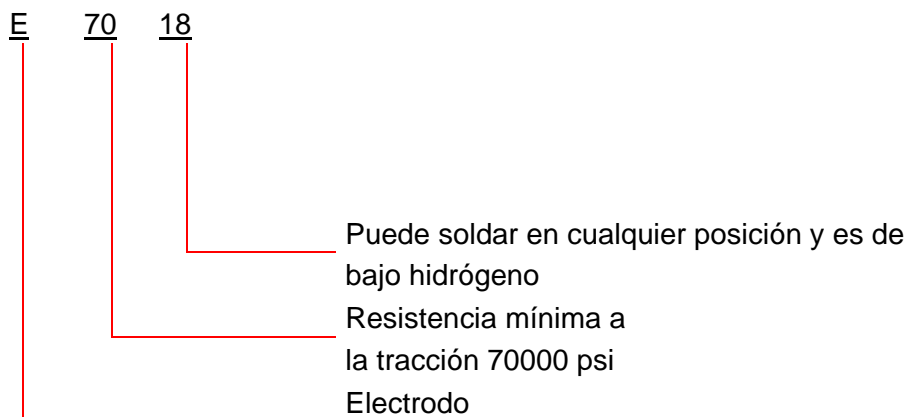 E 70 18
Puede soldar en cualquier posición y es de
bajo hidrógeno
Resistencia mínima a
la tracción 70000 psi
Electrodo